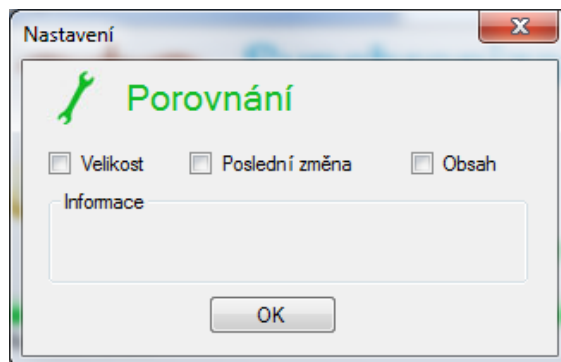 Nastavení
Porovnání
Velikost Poslední změna Obsah
Informace
OK